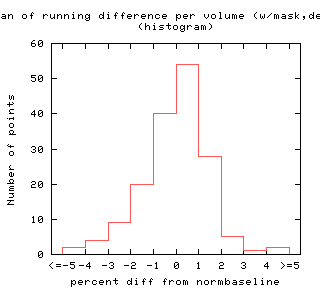 an of running difference per volume (w/mask,de
(histogram)
60
50
40
30
20
10
0
Number of points
<=-5 -4 -3 -2 -1 0 1 2 3 4 >=5
percent diff from normbaseline